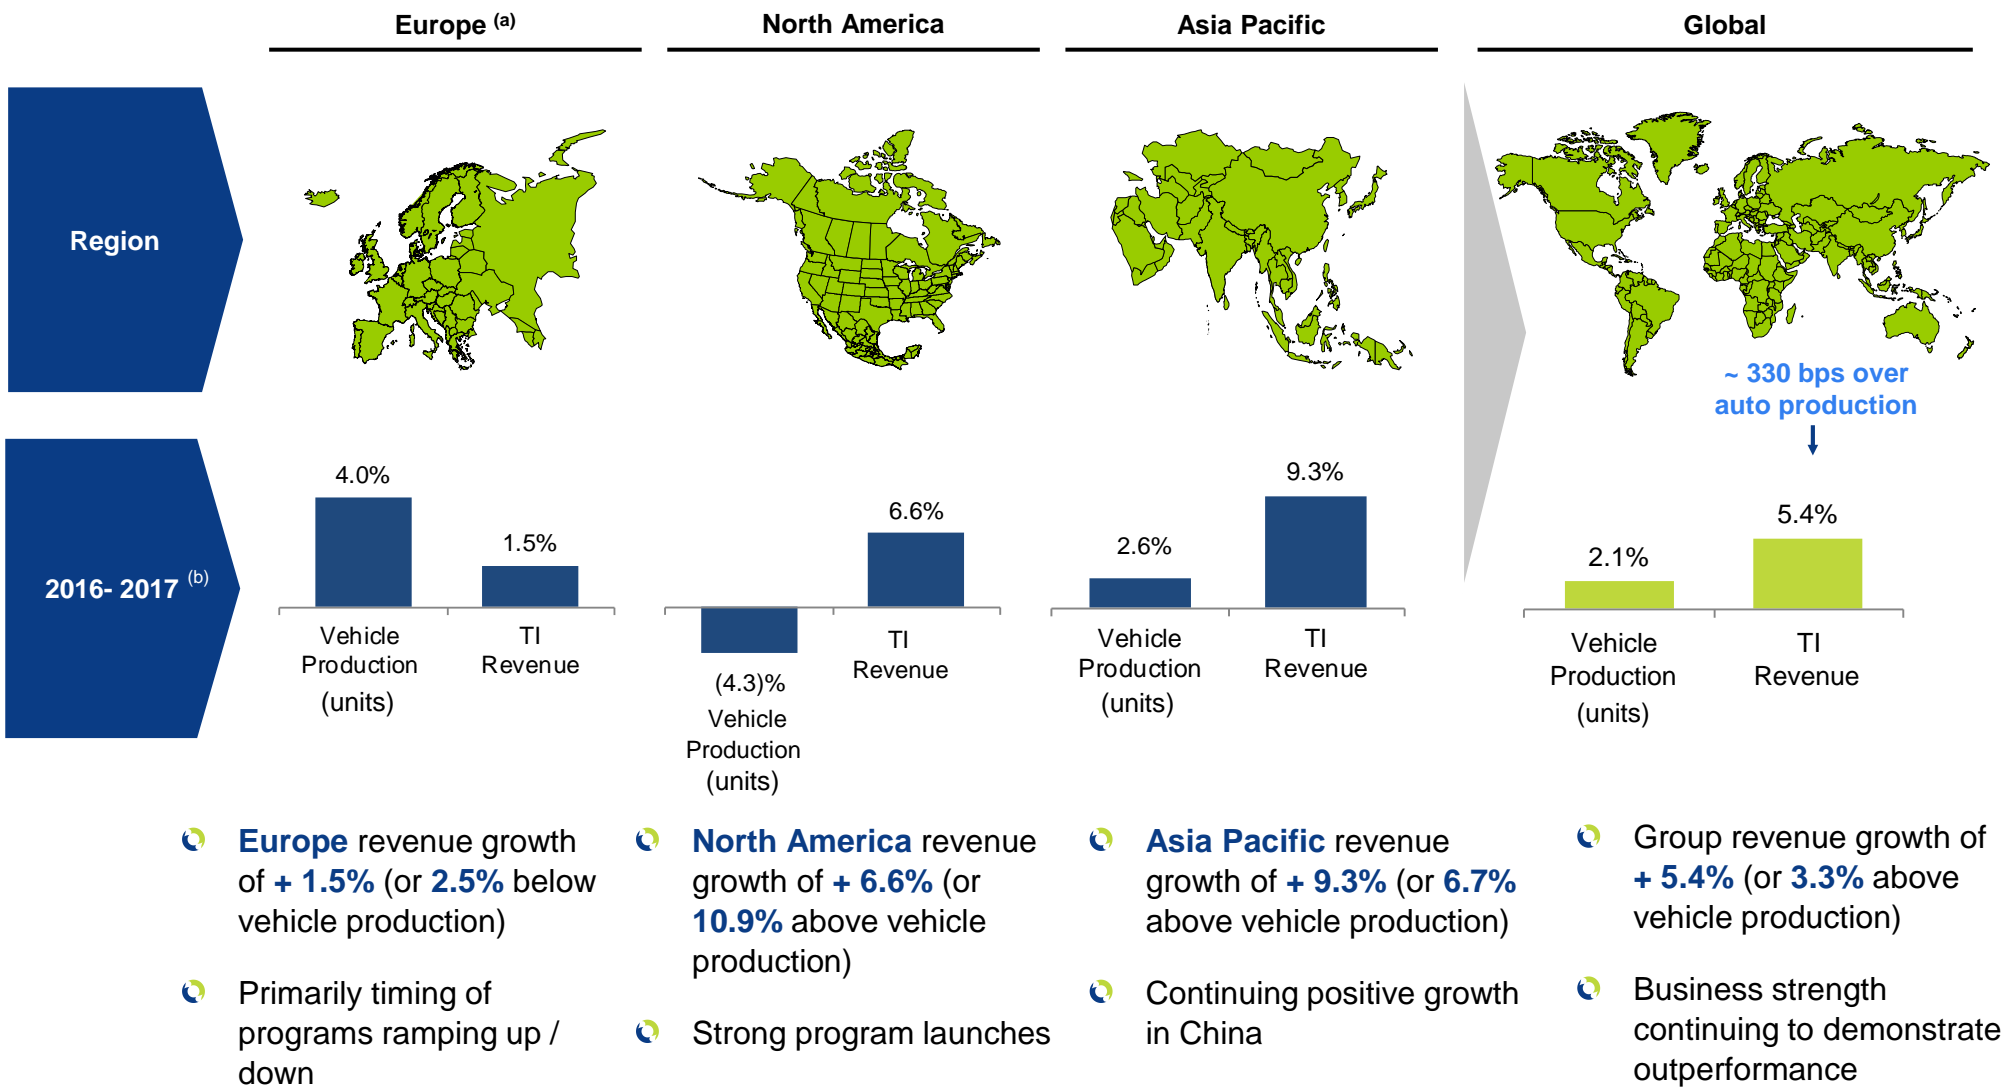 Europe (a)
North America
Asia Pacific
Global
Region
~ 330 bps over
auto production
2016- 2017 (b)
4.0%
1.5%
Vehicle
Production
(units)
TI
Revenue
6.6%
(4.3)%
Vehicle
Production
(units)
TI
Revenue
2.6%
9.3%
Vehicle
Production
(units)
TI
Revenue
2.1%
5.4%
Vehicle
Production
(units)
TI
Revenue
Europe revenue growth
of + 1.5% (or 2.5% below
vehicle production)
Primarily timing of
programs ramping up /
down
North America revenue
growth of + 6.6% (or
10.9% above vehicle
production)
Strong program launches
Asia Pacific revenue
growth of + 9.3% (or 6.7%
above vehicle production)
Continuing positive growth
in China
Group revenue growth of
+ 5.4% (or 3.3% above
vehicle production)
Business strength
continuing to demonstrate
outperformance